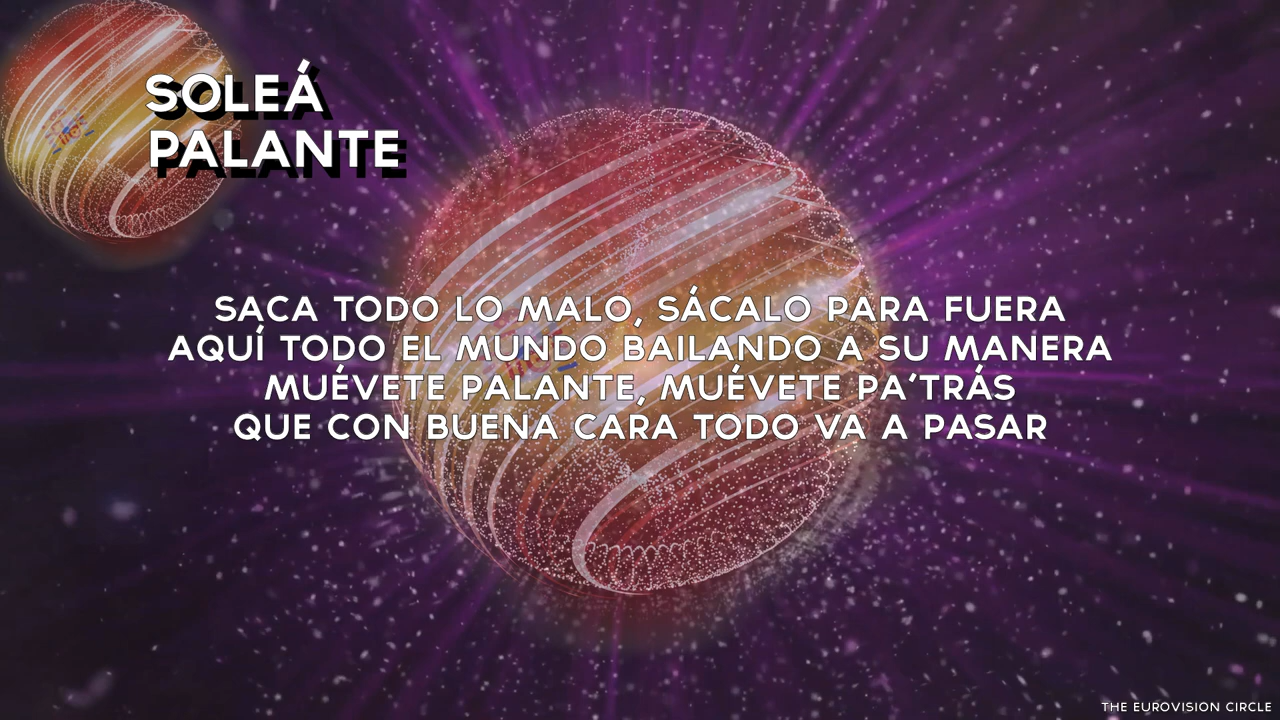 SOLEÁ
PALANTE
SACA TODO LO MALO, SÁCALO PARA FUERA
AQUÍ TODO EL MUNDO BAILANDO A SU MANERA
MUÉVETE PALANTE, MUÉVETE PA'TRÁS
QUE CON BUENA CARA TODO VA A PASAR
THE EUROVISION CIRCLE